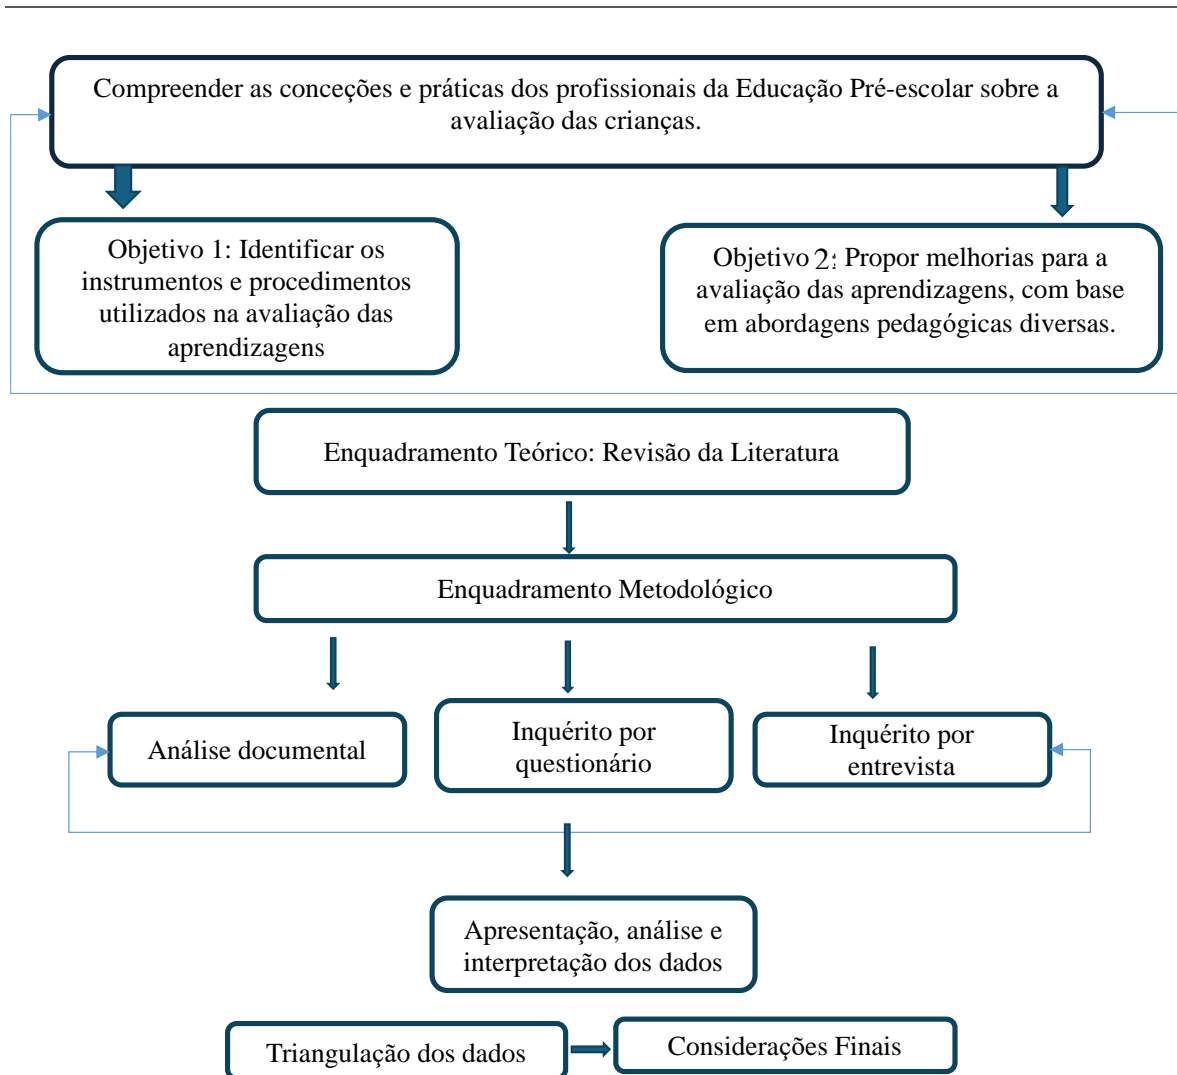 Compreender as conceções e práticas dos profissionais da Educação Pré-escolar sobre a
avaliação das crianças.
Objetivo 1: Identificar os
instrumentos e procedimentos
utilizados na avaliação das
aprendizagens
Objetivo 2: Propor melhorias para a
avaliação das aprendizagens, com base
em abordagens pedagógicas diversas.
Enquadramento Teórico: Revisão da Literatura
Enquadramento Metodológico
Análise documental
Inquérito por
questionário
Inquérito por
entrevista
Apresentação, análise e
interpretação dos dados
Triangulação dos dados
Considerações Finais